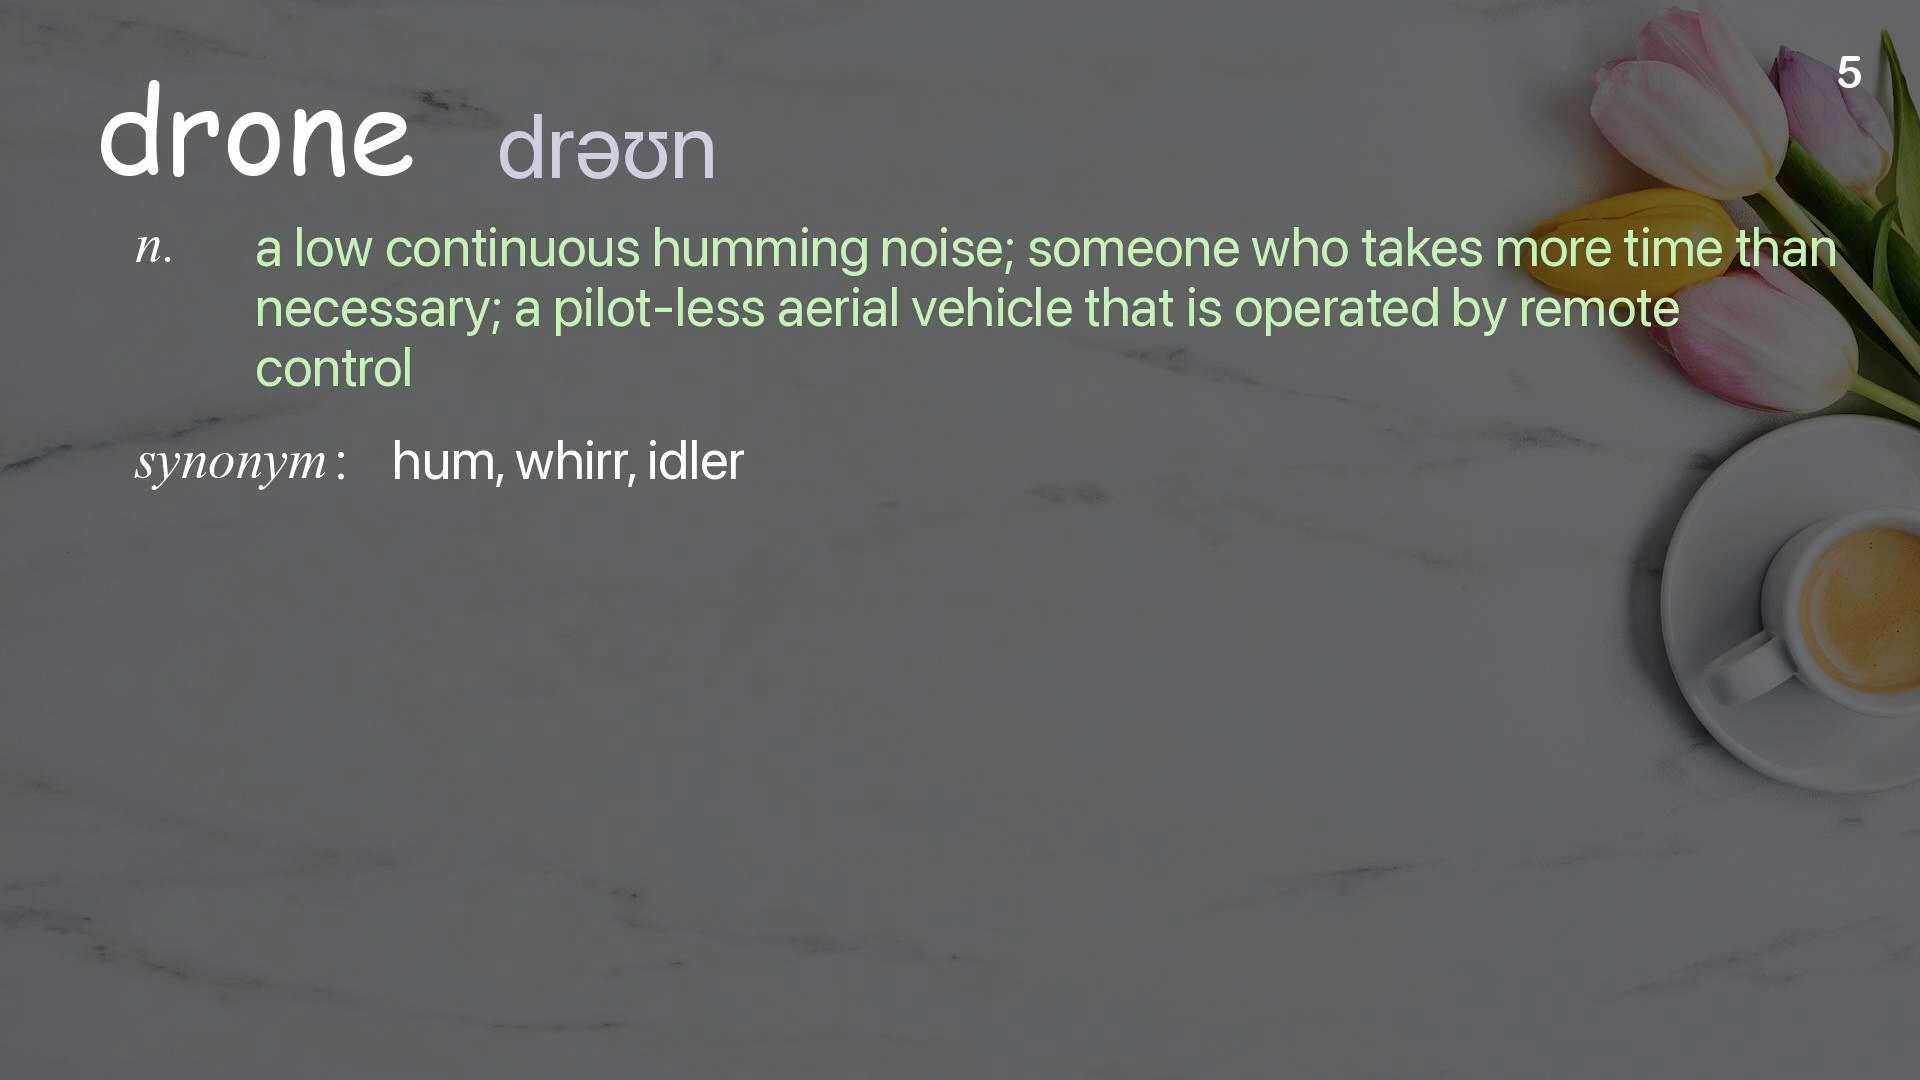 5
drone drəʊn
n. a low continuous humming noise; someone who takes more time than
necessary; a pilot-less aerial vehicle that is operated by remote
control
synonym: hum, whirr, idler